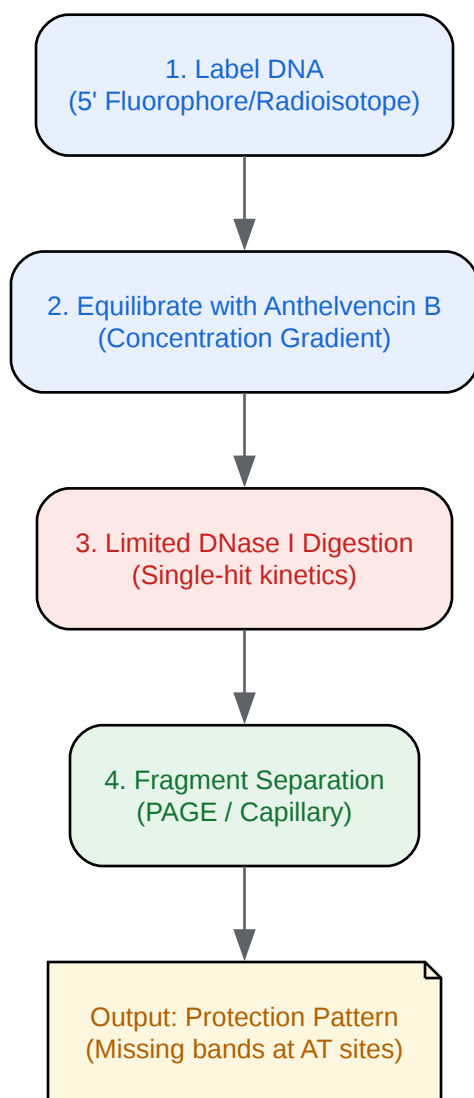 1. Label DNA
(5' Fluorophore/Radioisotope)
2. Equilibrate with Anthelvencin B
(Concentration Gradient)
3. Limited DNase I Digestion
(Single-hit kinetics)
4. Fragment Separation
(PAGE / Capillary)
Output: Protection Pattern
(Missing bands at AT sites)